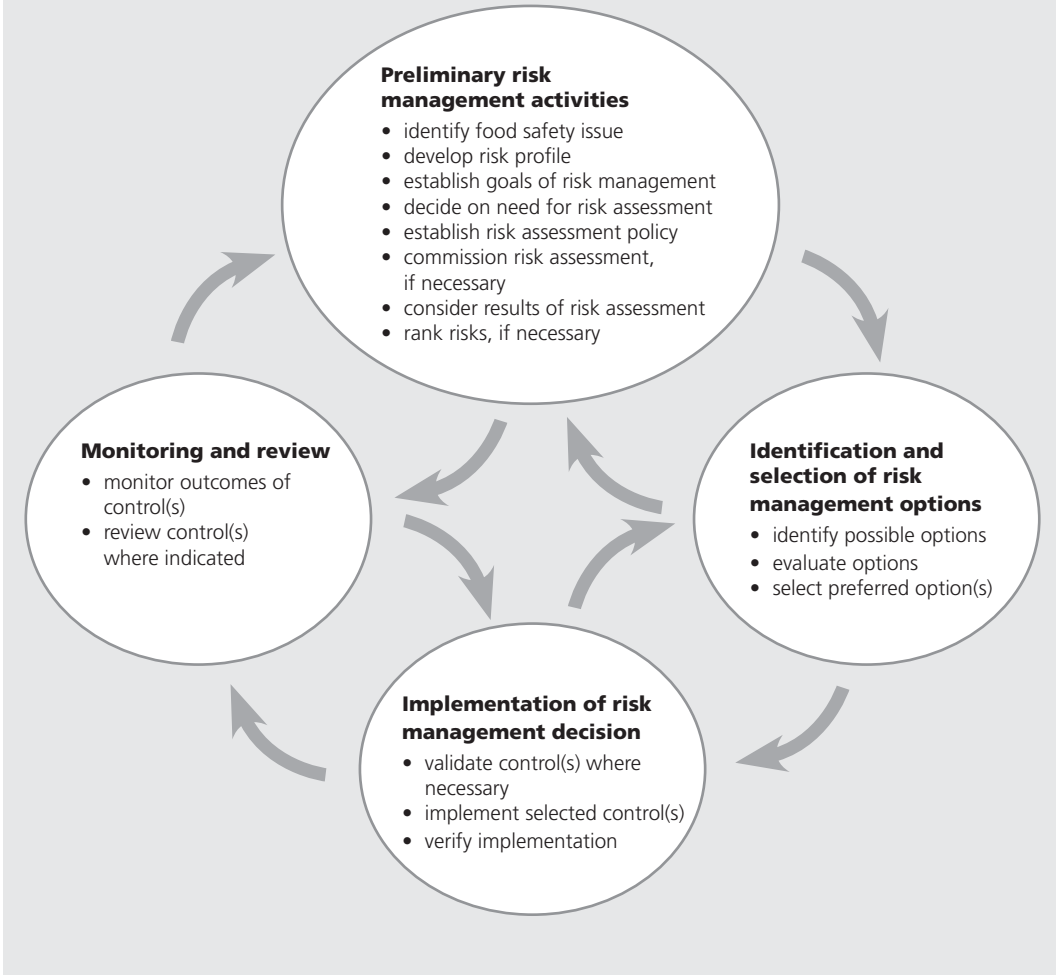 Preliminary risk
management activities
• identify food safety issue
• develop risk profile
• establish goals of risk management
• decide on need for risk assessment
• establish risk assessment policy
• commission risk assessment,
if necessary
• consider results of risk assessment
• rank risks, if necessary
Monitoring and review
• monitor outcomes of
control(s)
• review control(s)
where indicated
Identification and
selection of risk
management options
• identify possible options
• evaluate options
• select preferred option(s)
Implementation of risk
management decision
• validate control(s) where
necessary
• implement selected control(s)
• verify implementation